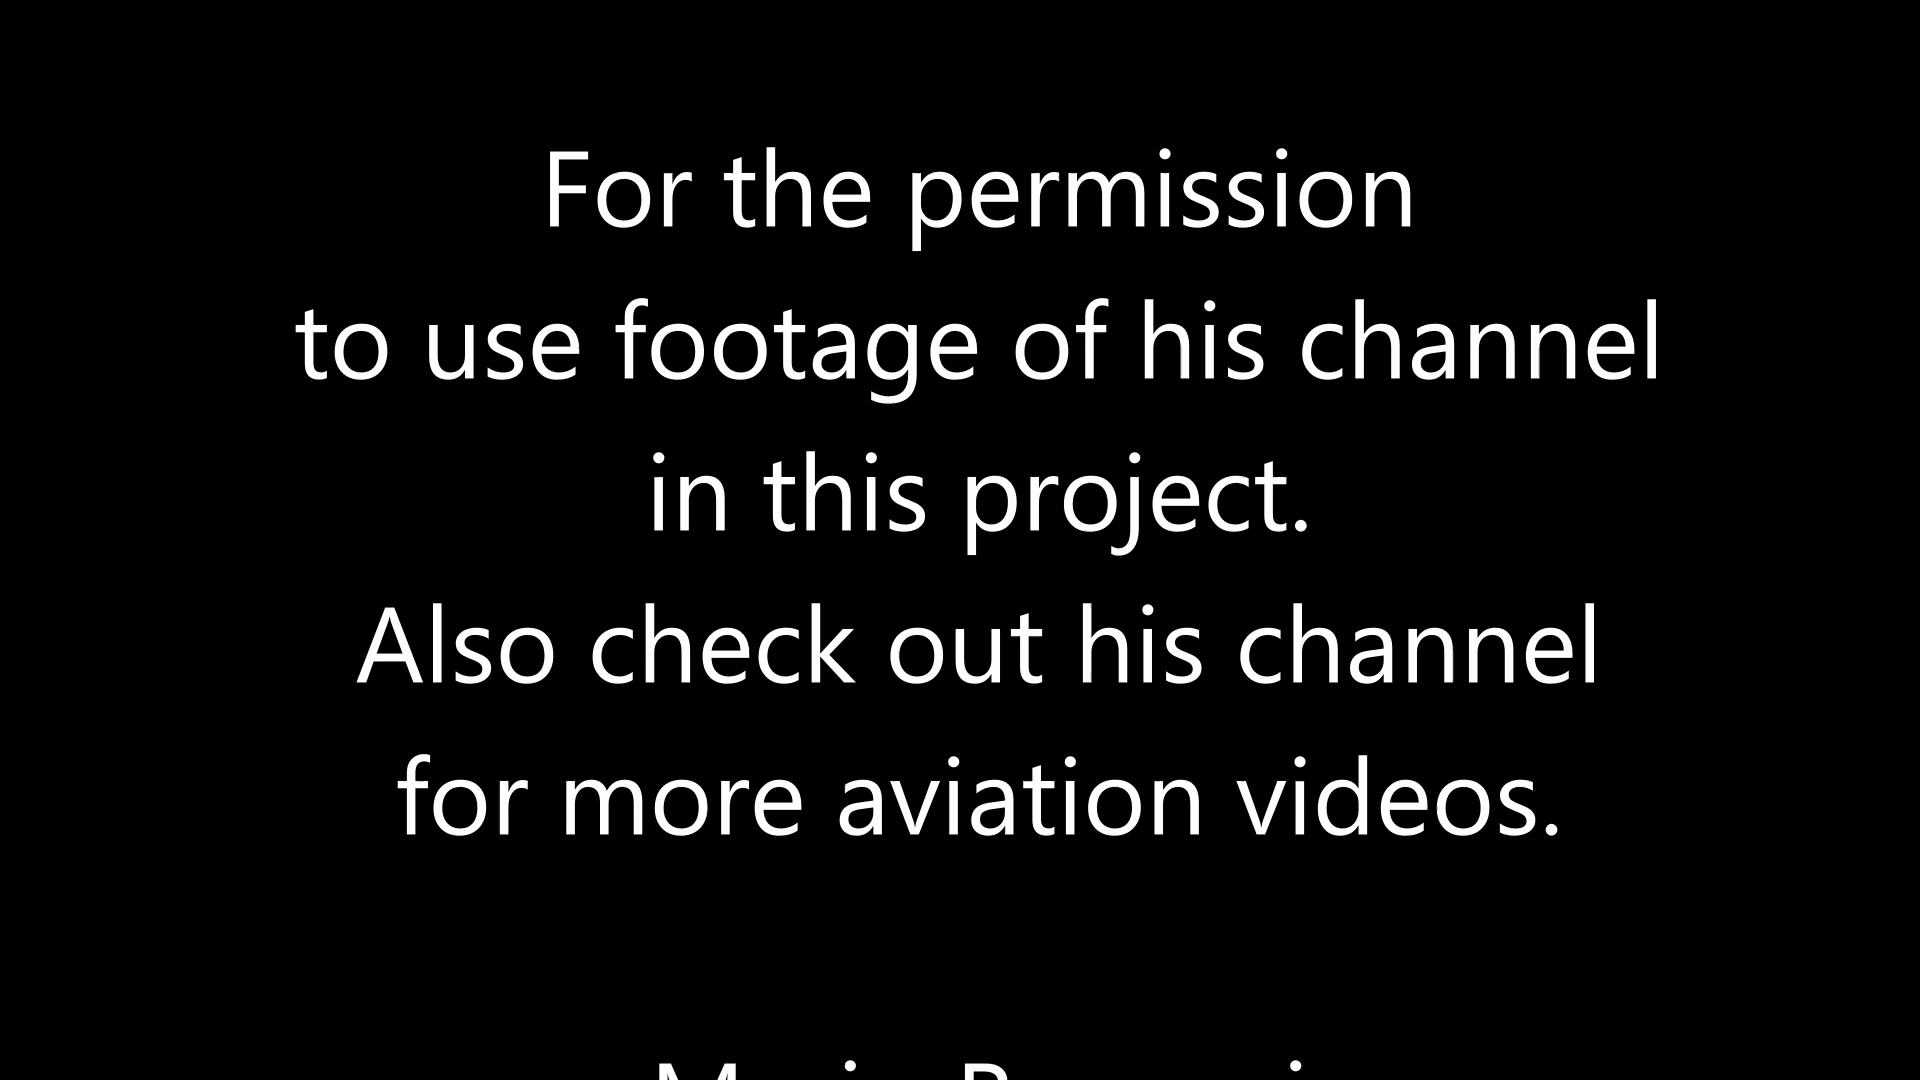 For the permission
to use footage of his channel
in this project.
Also check out his channel
for more aviation videos.